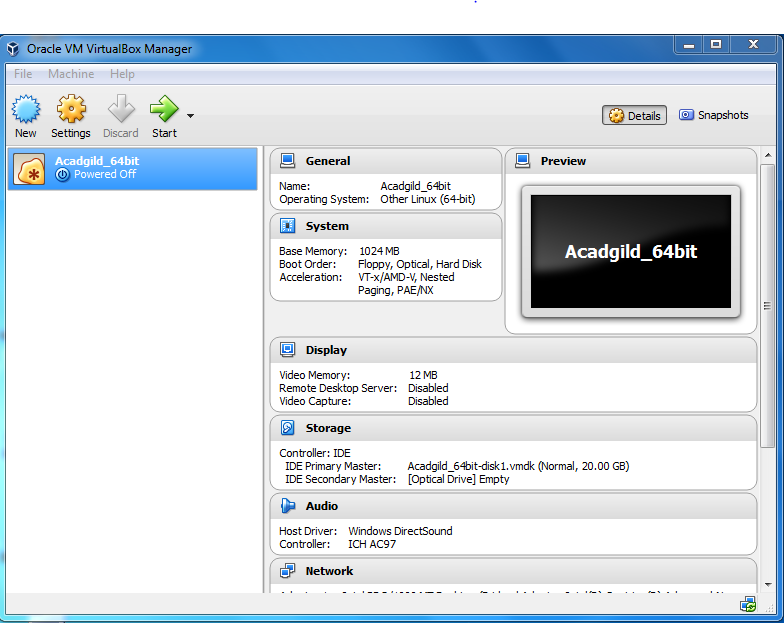 Oracle VM VirtualBox Manager
File Machine Help
New Settings Discard Start
Details Snapshots
Acadgild_64bit
Powered Off
General
Name: Acadgild_64bit
Operating System: Other Linux (64-bit)
System
Base Memory: 1024 MB
Boot Order: Floppy, Optical, Hard Disk
Acceleration: VT-x/AMD-V, Nested
Paging, PAE/NX
Preview
Acadgild_64bit
Display
Video Memory: 12 MB
Remote Desktop Server: Disabled
Video Capture: Disabled
Storage
Controller: IDE
IDE Primary Master: Acadgild_64bit-disk1.vmdk (Normal, 20.00 GB)
IDE Secondary Master: [Optical Drive] Empty
Audio
Host Driver: Windows DirectSound
Controller: ICH AC97
Network